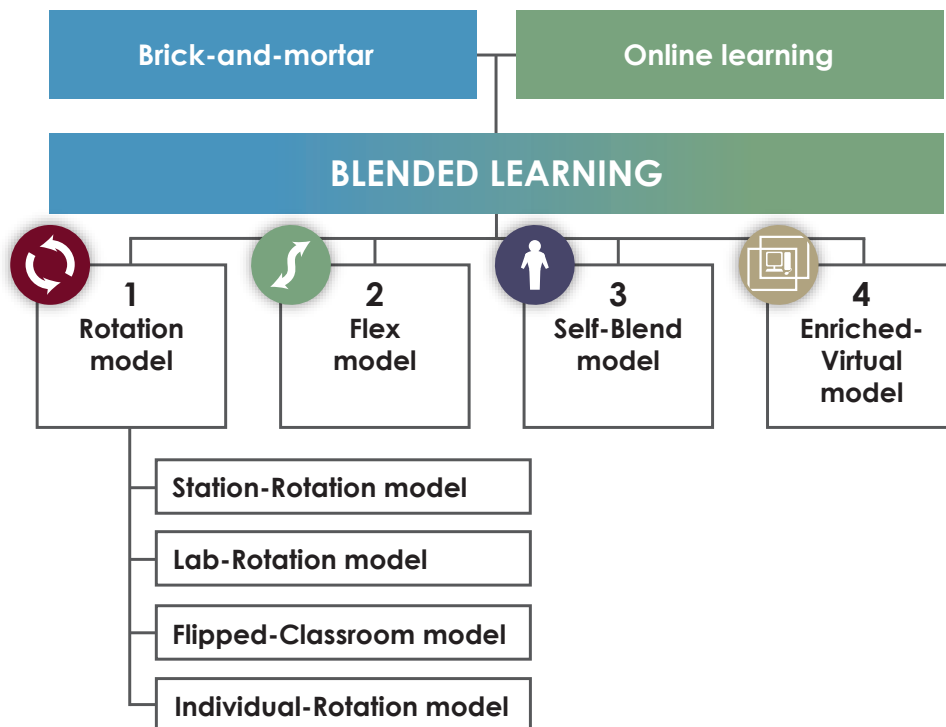 Brick-and-mortar
Online learning
BLENDED LEARNING
1
Rotation
model
2
Flex
model
3
Self-Blend
model
4
Enriched-
Virtual
model
Station-Rotation model
Lab-Rotation model
Flipped-Classroom model
Individual-Rotation model